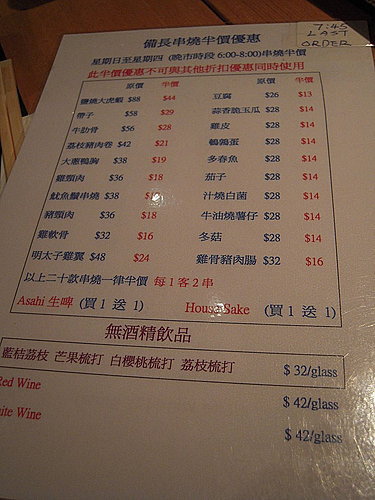 備長串燒半價優惠
7:45
LAST
ORDER
星期日至星期四 (晚市時段 6:00-8:00)串燒半價
此半價優惠不可與其他折扣優惠同時使用
原價 半價 原價 半價
鹽燒大虎蝦 $88 $44 豆腐 $26 $13
帶子 $58 $29 蒜香脆玉瓜 $28 $14
牛肋骨 $56 $28 雞皮 $28 $14
荔枝豬肉卷 $42 $21 鵪鶉蛋 $28 $14
大蔥鴨胸 $38 $19 多春魚 $28 $14
雞頸肉 $36 $18 茄子 $28 $14
魷魚鬚串燒 $38 汁燒白菌 $28 $14
豬頸肉 $36 $18 牛油燒薯仔 $28 $14
雞軟骨 $32 $16 冬菇 $28 $14
明太子雞翼 $48 $24 雞骨豬肉腸 $32 $16
以上二十款串燒一律半價 每1客2串
Asahi 生啤 (買 1 送 1) House Sake (買 1 送 1)
無酒精飲品
藍桔荔枝 芒果梳打 白櫻桃梳打 荔枝梳打 $ 32/glass
Red Wine $ 42/glass
ite Wine $ 42/glass